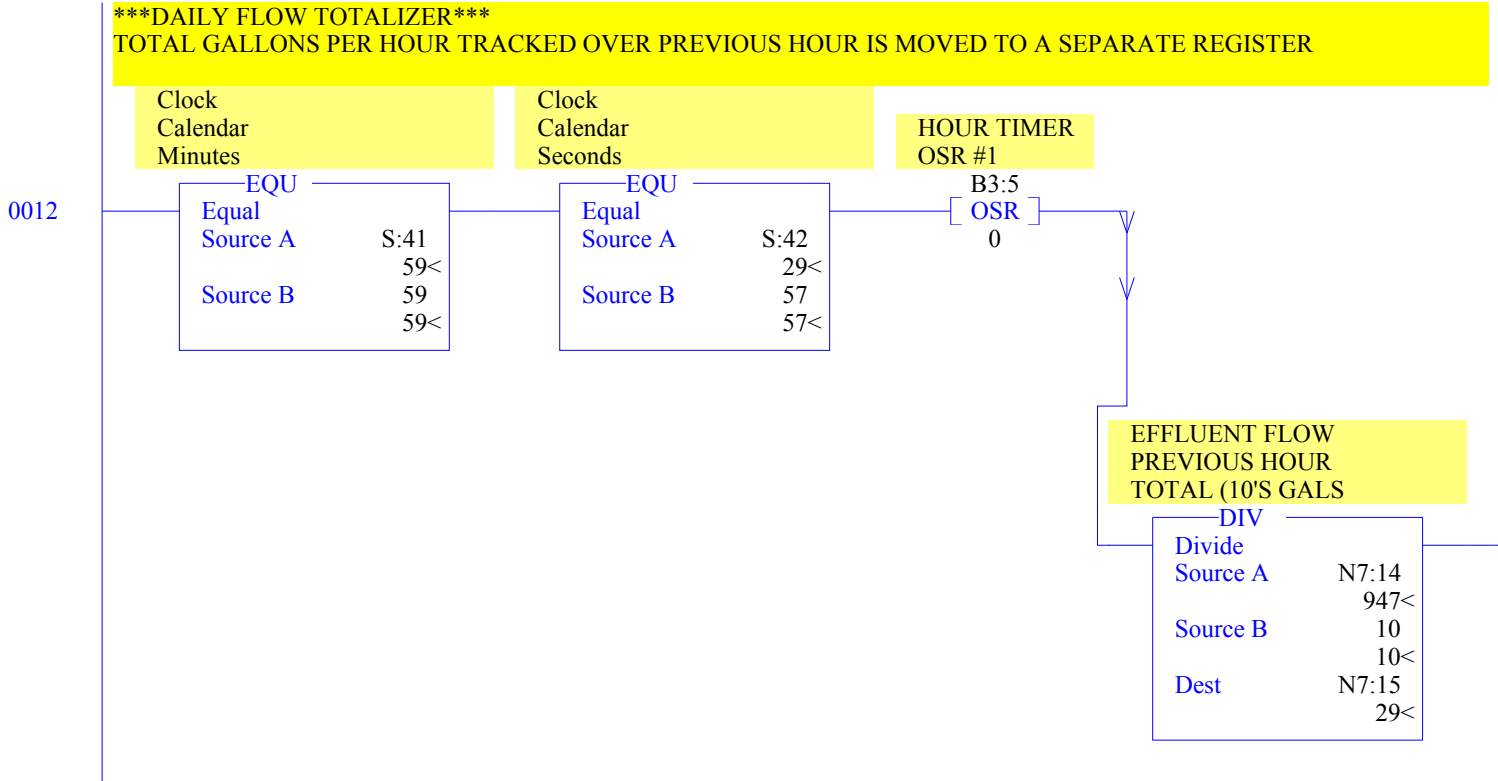 ***DAILY FLOW TOTALIZER***
TOTAL GALLONS PER HOUR TRACKED OVER PREVIOUS HOUR IS MOVED TO A SEPARATE REGISTER
Clock
Calendar
Minutes
Clock
Calendar
Seconds
HOUR TIMER
OSR #1
0012
EQU
Equal
Source A S:41
59<
Source B 59
59<
EQU
Equal
Source A S:42
29<
Source B 57
57<
B3:5
OSR
0
EFFLUENT FLOW
PREVIOUS HOUR
TOTAL (10'S GALS
DIV
Divide
Source A N7:14
947<
Source B 10
10<
Dest N7:15
29<